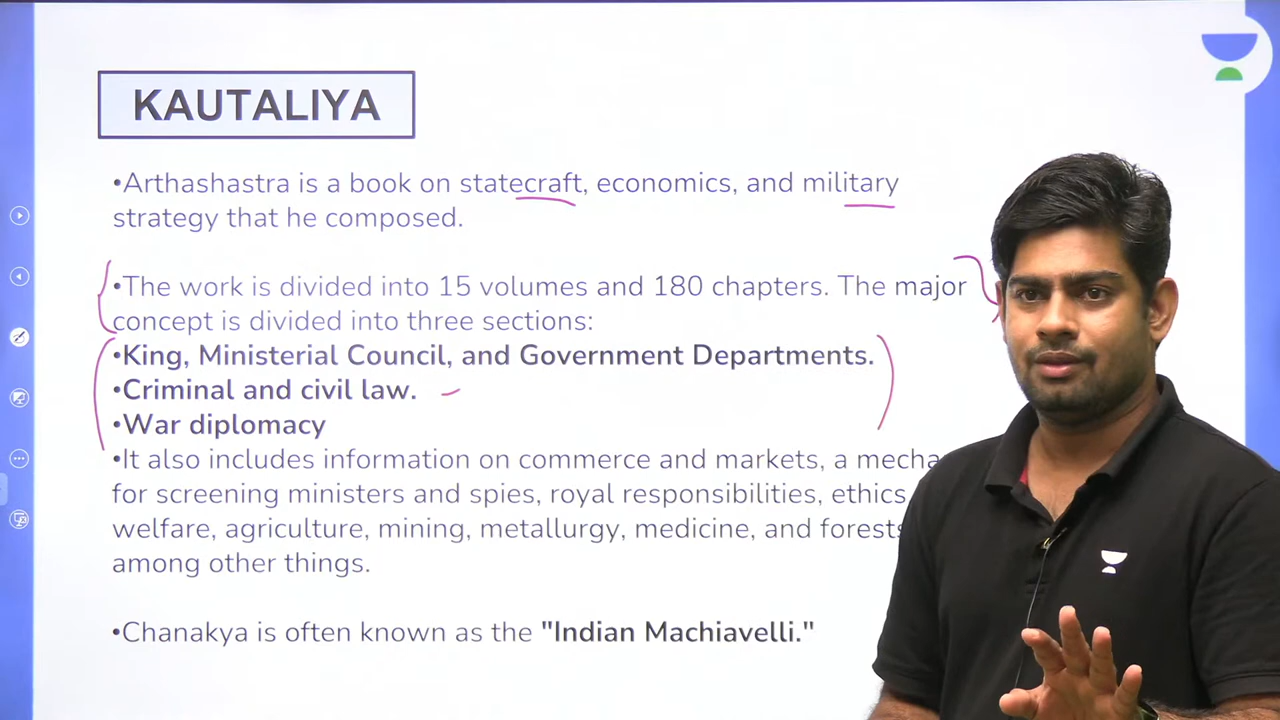 KAUTALIYA
•Arthashastra is a book on statecraft, economics, and military
strategy that he composed.
•The work is divided into 15 volumes and 180 chapters. The major
concept is divided into three sections:
•King, Ministerial Council, and Government Departments.
•Criminal and civil law.
•War diplomacy
•It also includes information on commerce and markets, a mecha
for screening ministers and spies, royal responsibilities, ethics
welfare, agriculture, mining, metallurgy, medicine, and forests
among other things.
•Chanakya is often known as the "Indian Machiavelli."